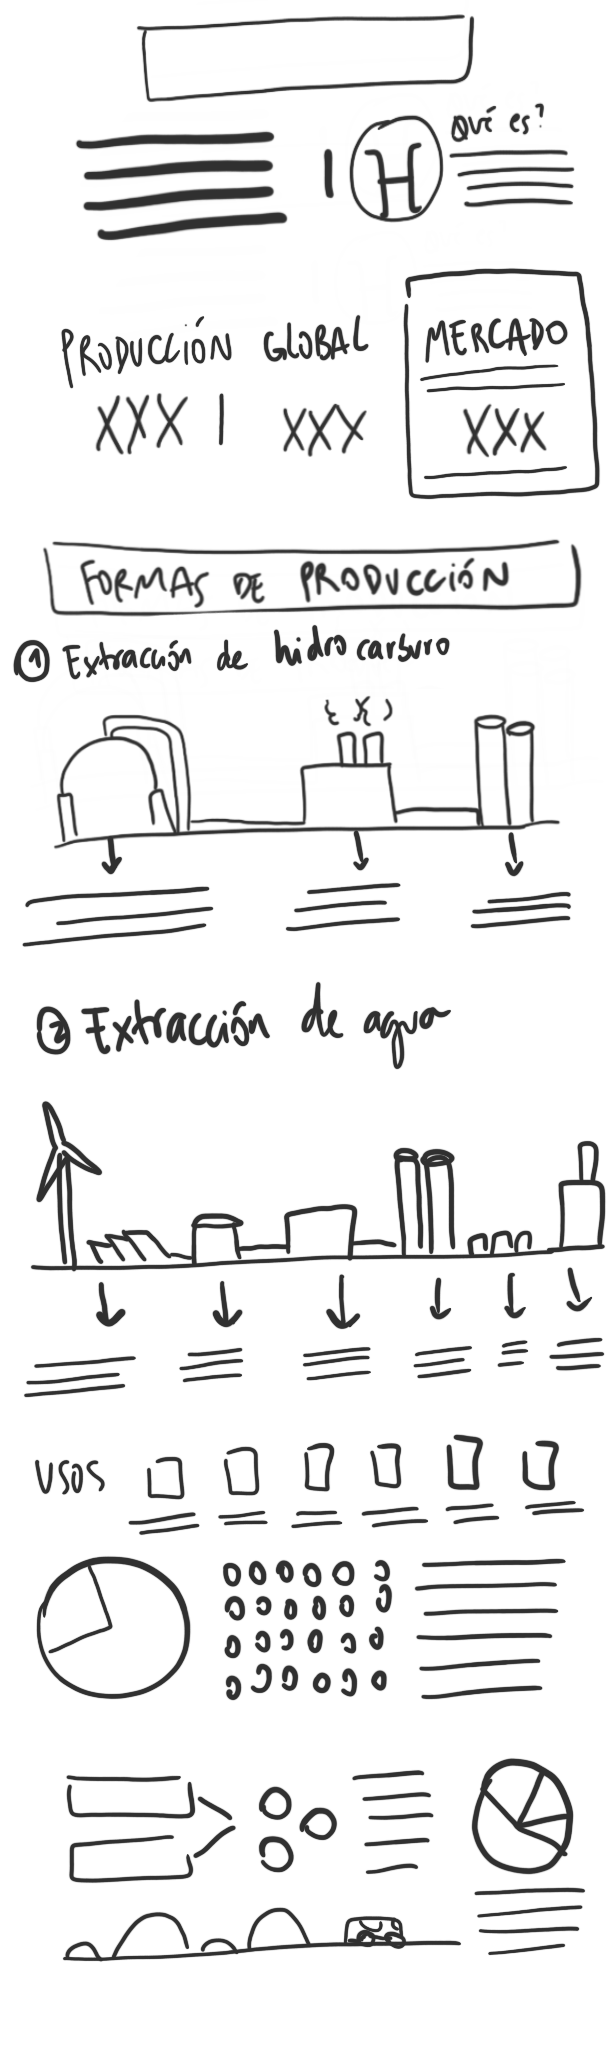 Qué es?
H
PRODUCCIÓN GLOBAL
MERCADO
XXX | XXX
XXX
FORMAS DE PRODUCCIÓN
1 Extracción de hidrocarburo
2 Extracción de agua
USOS